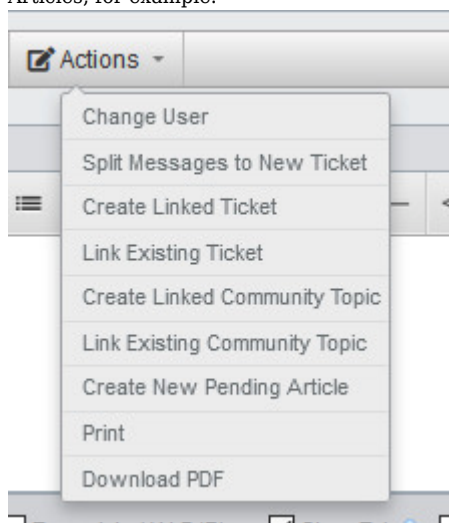 Articles, for example:
Actions
Change User
Split Messages to New Ticket
Create Linked Ticket
Link Existing Ticket
Create Linked Community Topic
Link Existing Community Topic
Create New Pending Article
Print
Download PDF